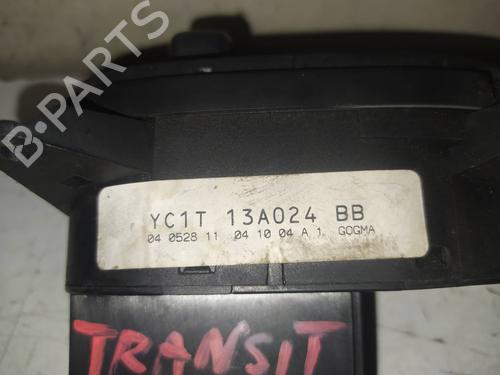 B-PARTS
YC1T 13A024 BB
04 0528 11 04 10 04 A 1 GOGMA
TRANSIT